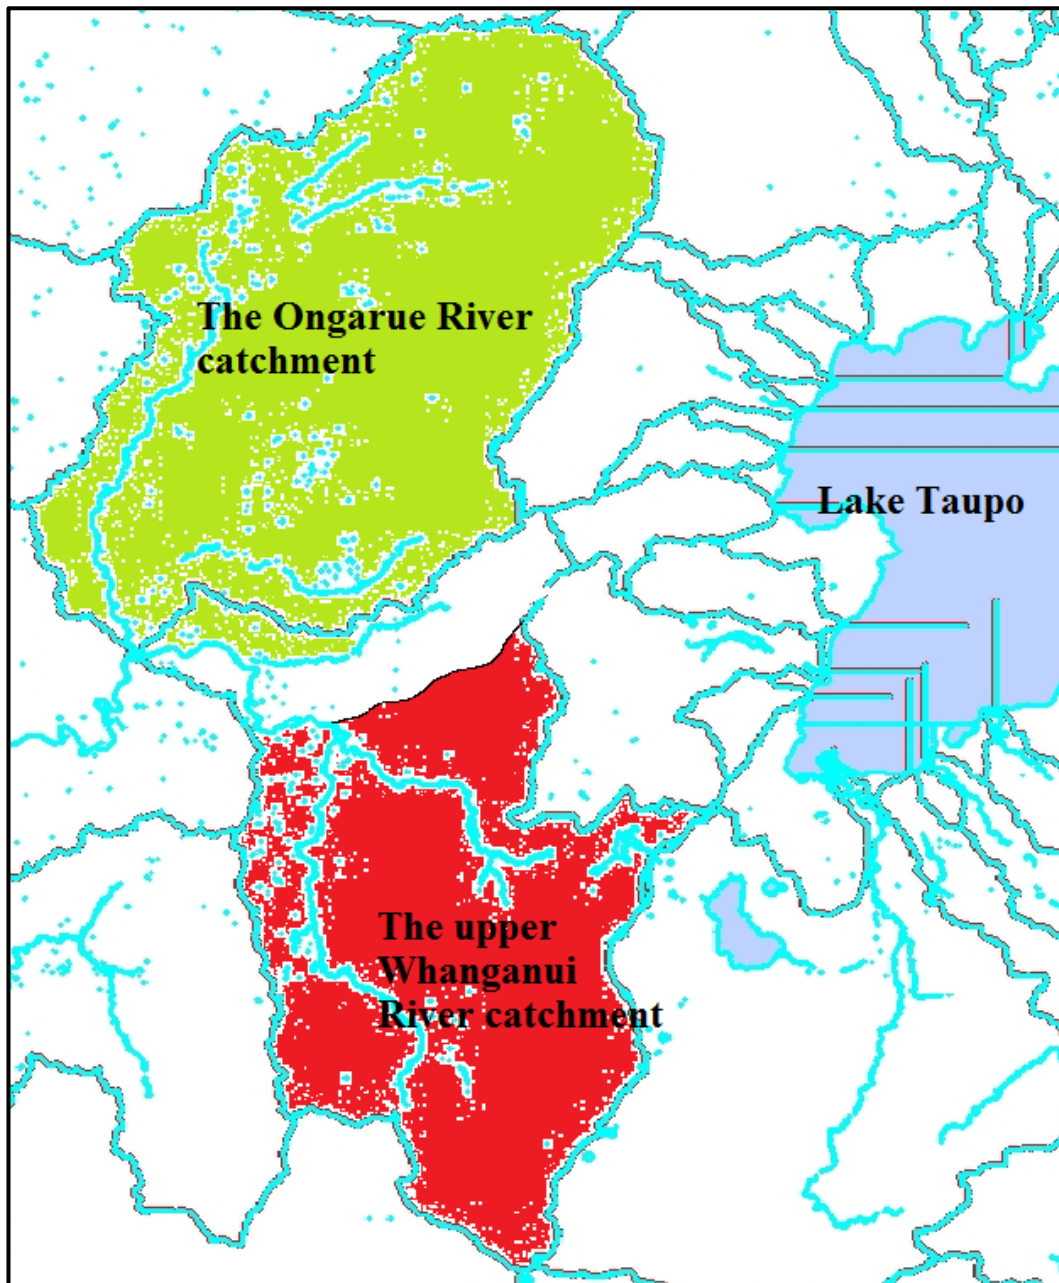 The Ongarue River
catchment
Lake Taupo
The upper
Whanganui
River catchment